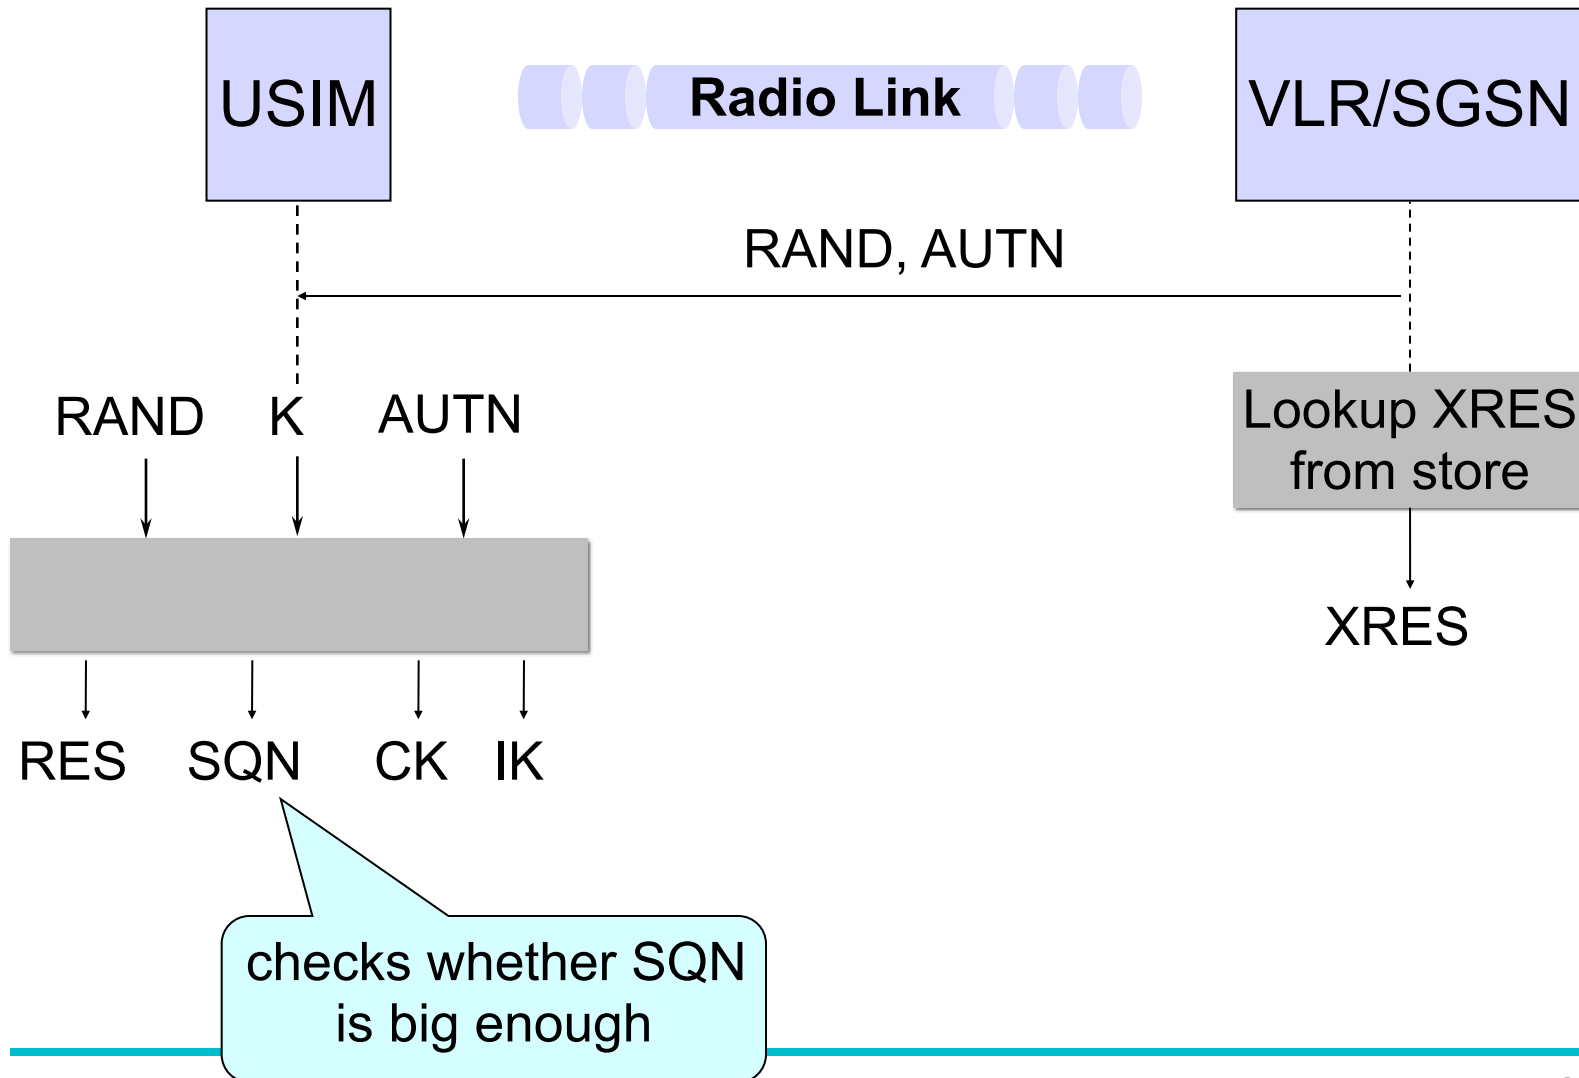 USIM
Radio Link
VLR/SGSN
RAND, AUTN
RAND K AUTN
Lookup XRES
from store
XRES
RES SQN CK IK
checks whether SQN
is big enough